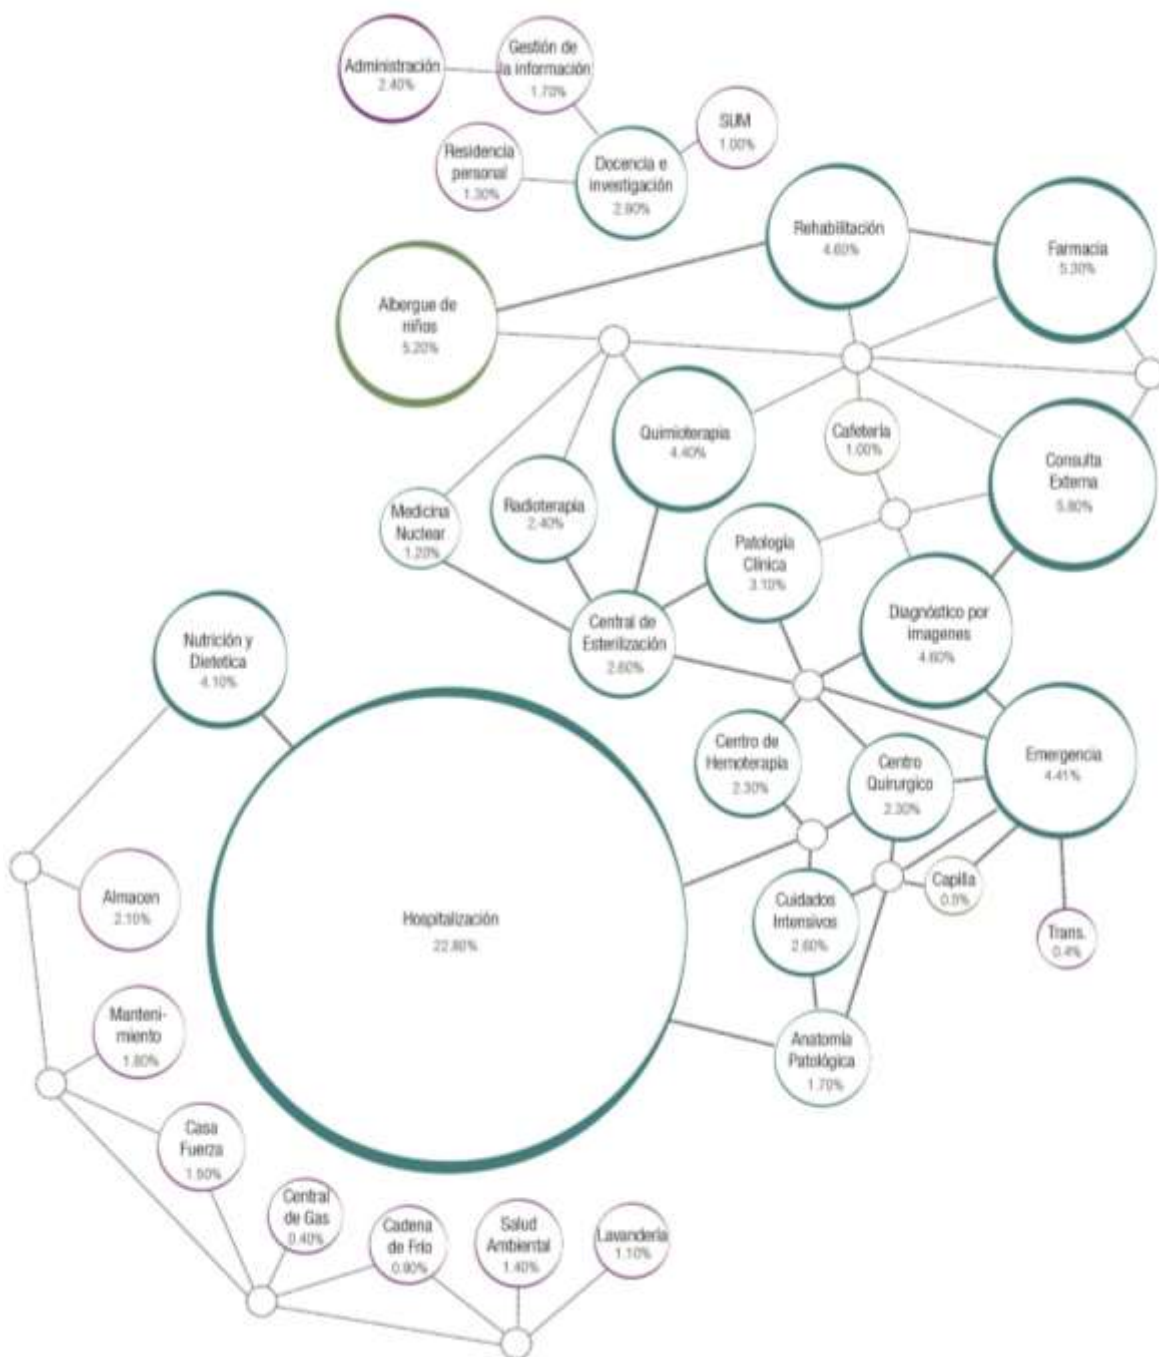 Administración
2.40%
Gestión de
la información
1.70%
SUM
1.00%
Residencia
personal
1.30%
Docencia e
investigación
2.90%
Rehabilitación
4.60%
Farmacia
5.30%
Albergue de
niños
5.20%
Quimioterapia
4.40%
Cafetería
1.00%
Consulta
Externa
5.80%
Medicina
Nuclear
1.20%
Radioterapia
2.40%
Patología
Clínica
3.10%
Nutrición y
Dietetica
4.10%
Central de
Esterilización
2.60%
Diagnóstico por
imagenes
4.60%
Centro de
Hemoterapia
2.30%
Centro
Quirurgico
2.30%
Emergencia
4.41%
Almacen
2.10%
Hospitalización
22.80%
Cuidados
Intensivos
2.60%
Capilla
Trans.
0.4%
Manteni-
miento
1.80%
Anatomía
Patológica
1.70%
Casa
Fuerza
Central
de Gas
0.40%
Cadena
de Frío
Salud
Ambiental
1.40%
Lavandería
1.10%